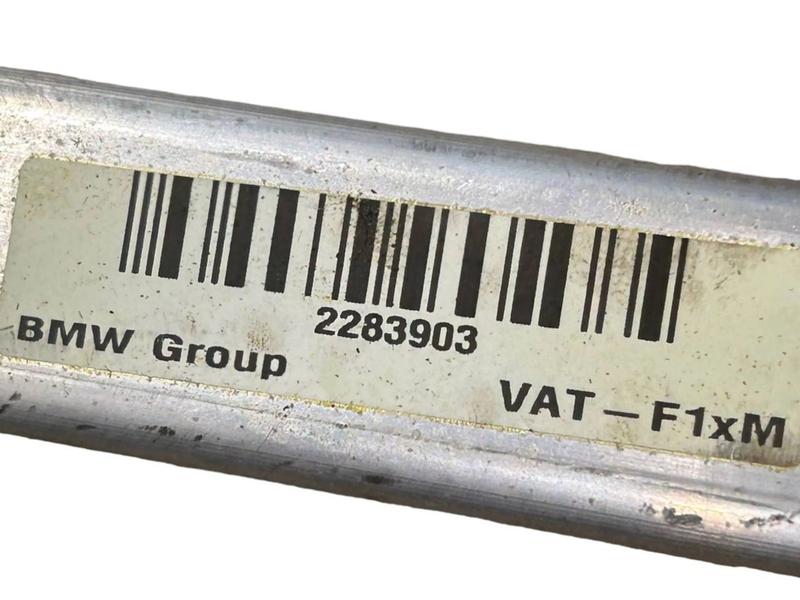 2283903
BMW Group
VAT – F1xM